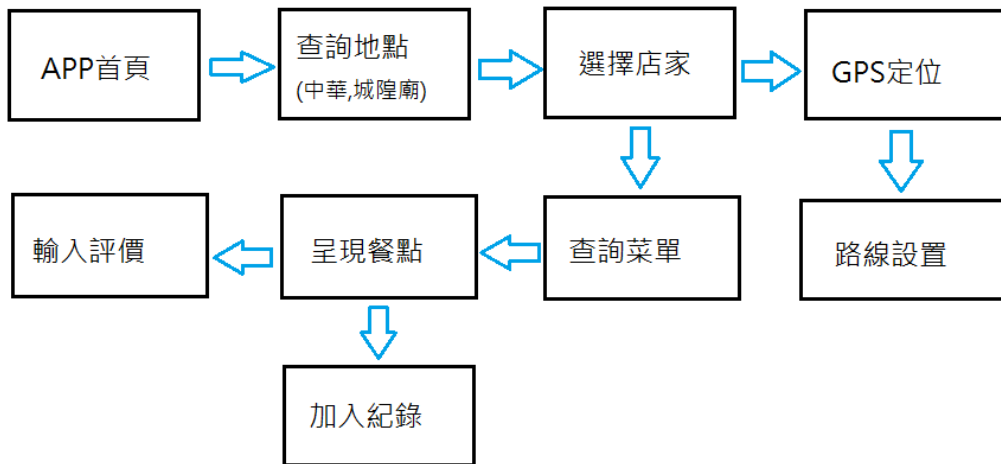 APP首頁
查詢地點
(中華,城隍廟)
選擇店家
GPS定位
輸入評價
呈現餐點
查詢菜單
路線設置
加入紀錄